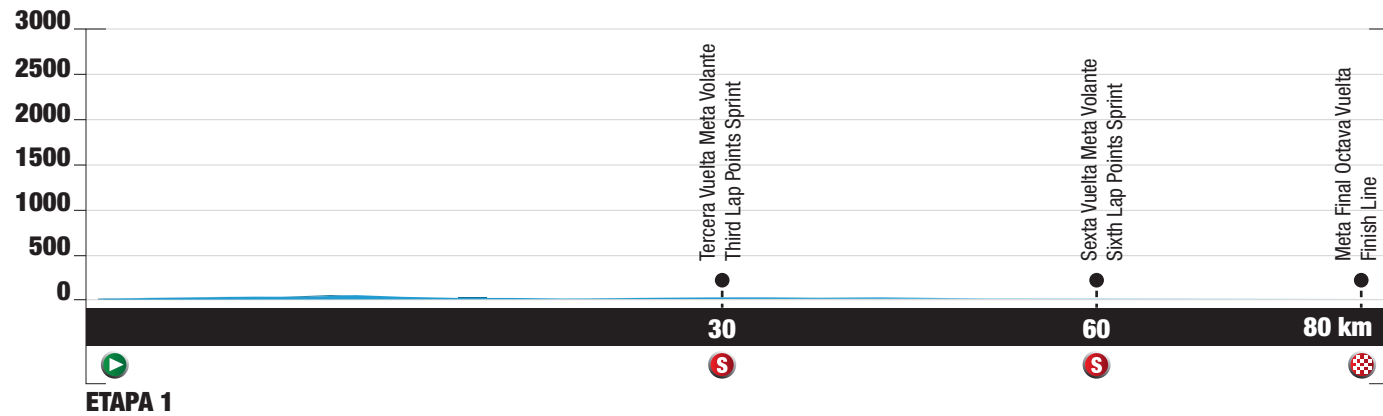 3000
2500
2000
1500
1000
500
0
Tercera Vuelta Meta Volante
Third Lap Points Sprint
Sexta Vuelta Meta Volante
Sixth Lap Points Sprint
Meta Final Octava Vuelta
Finish Line
30
60
80 km
S
S
ETAPA 1